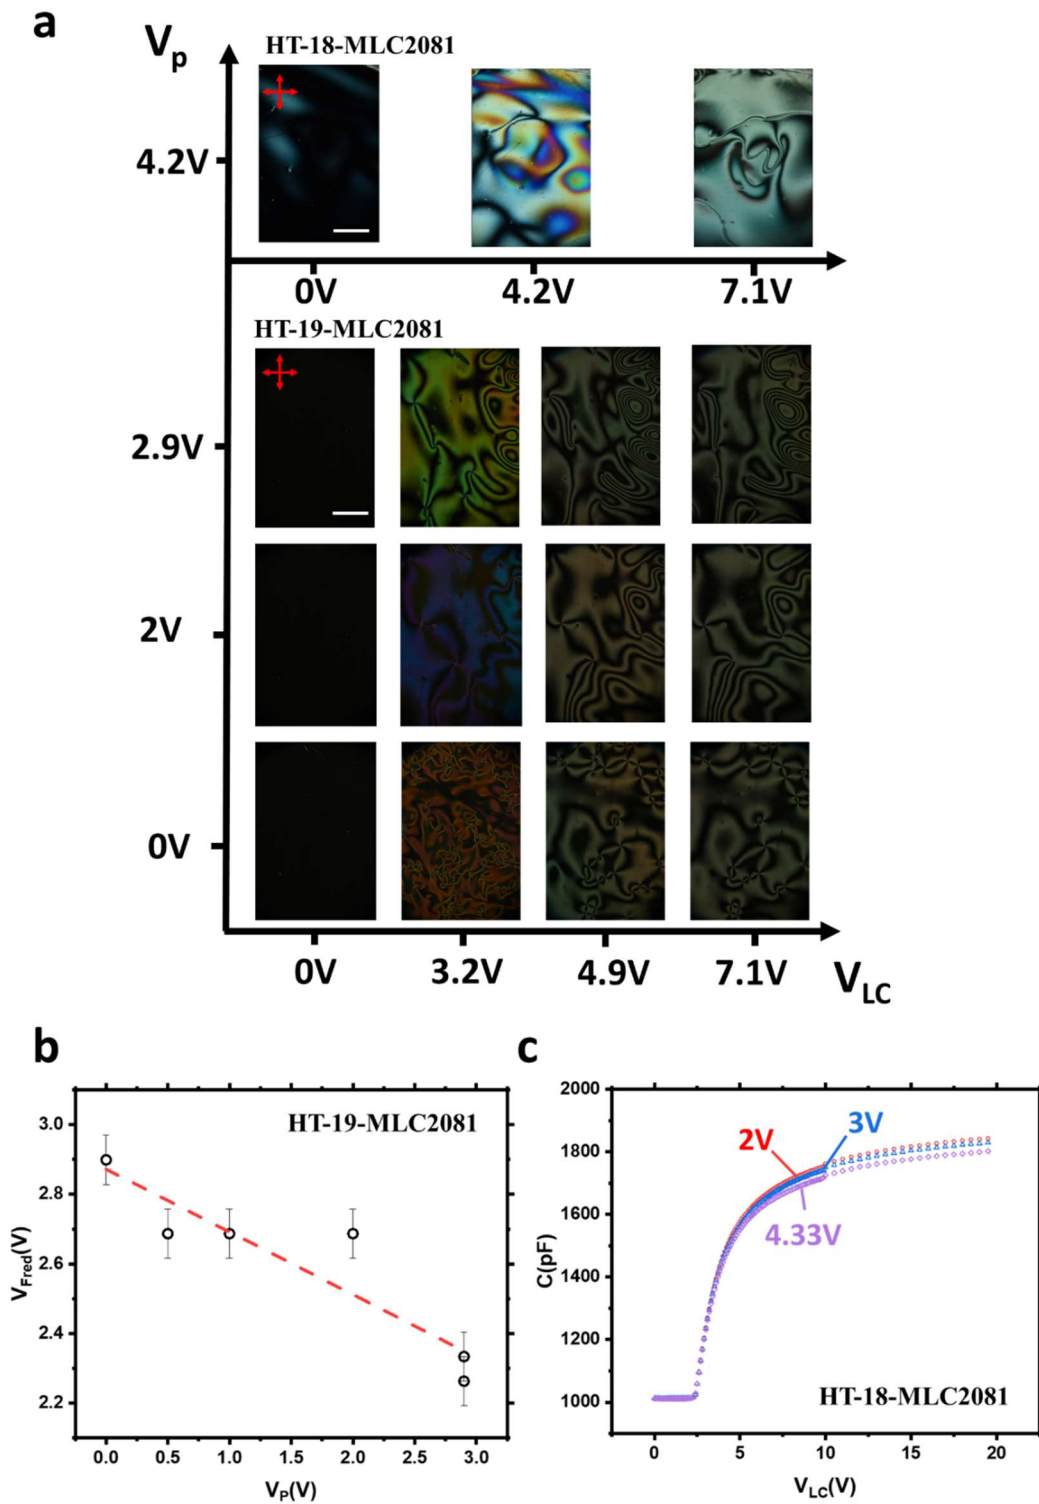 a
Vp
HT-18-MLC2081
4.2V
0V 4.2V 7.1V
HT-19-MLC2081
2.9V
2V
0V
0V 3.2V 4.9V 7.1V VLC
b
HT-19-MLC2081
VFred(V)
3.0
2.8
2.6
2.4
2.2
0.0 0.5 1.0 1.5 2.0 2.5 3.0
VP(V)
c
2V 3V
4.33V
C(pF)
2000
1800
1600
1400
1200
1000
HT-18-MLC2081
0 5 10 15 20
VLC(V)